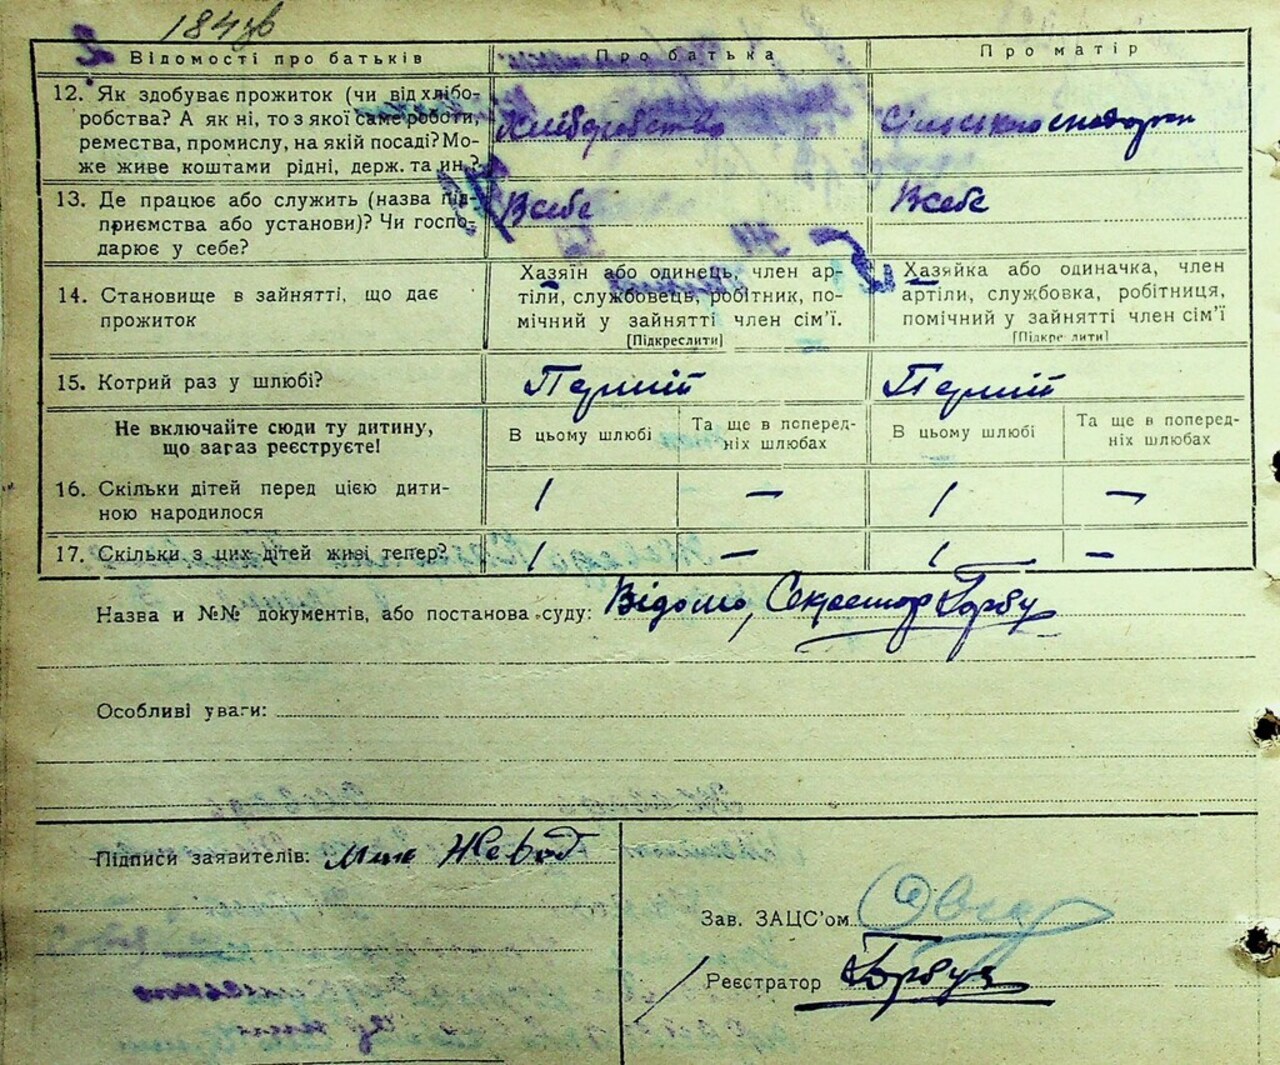 184 зв
Відомості про батьків Про батька Про матір
12. Як здобуває прожиток (чи від хлібо-
робства? А як ні, то з якої саме роботи,
ремества, промислу, на якій посаді? Мо-
же живе коштами рідні, держ. та ин.?
Хліборобство
13. Де працює або служить (назва під-
приємства або установи)? Чи госпо-
дарює у себе?
В себе В себе
14. Становище в зайнятті, що дає
прожиток
Хазяїн або одинець, член ар-
тіли, службовець, робітник, по-
мічний у зайнятті член сім'ї.
[Підкреслити]
Хазяйка або одиначка, член
артіли, службовка, робітниця,
помічний у зайнятті член сім'ї
[Підкреслити]
15. Котрий раз у шлюбі? Перший Перший
Не включайте сюди ту дитину,
що загаз реєструєте!
В цьому шлюбі
Та ще в поперед-
ніх шлюбах
В цьому шлюбі
Та ще в поперед-
ніх шлюбах
16. Скільки дітей перед цією дити-
ною народилося
1 — 1 —
17. Скільки з цих дітей живі тепер? 1 — 1 —
Назва и №№ документів, або постанова суду: Відомо, Секретар
Особливі уваги:
Підписи заявителів:
Зав. ЗАЦС'ом
Реєстратор